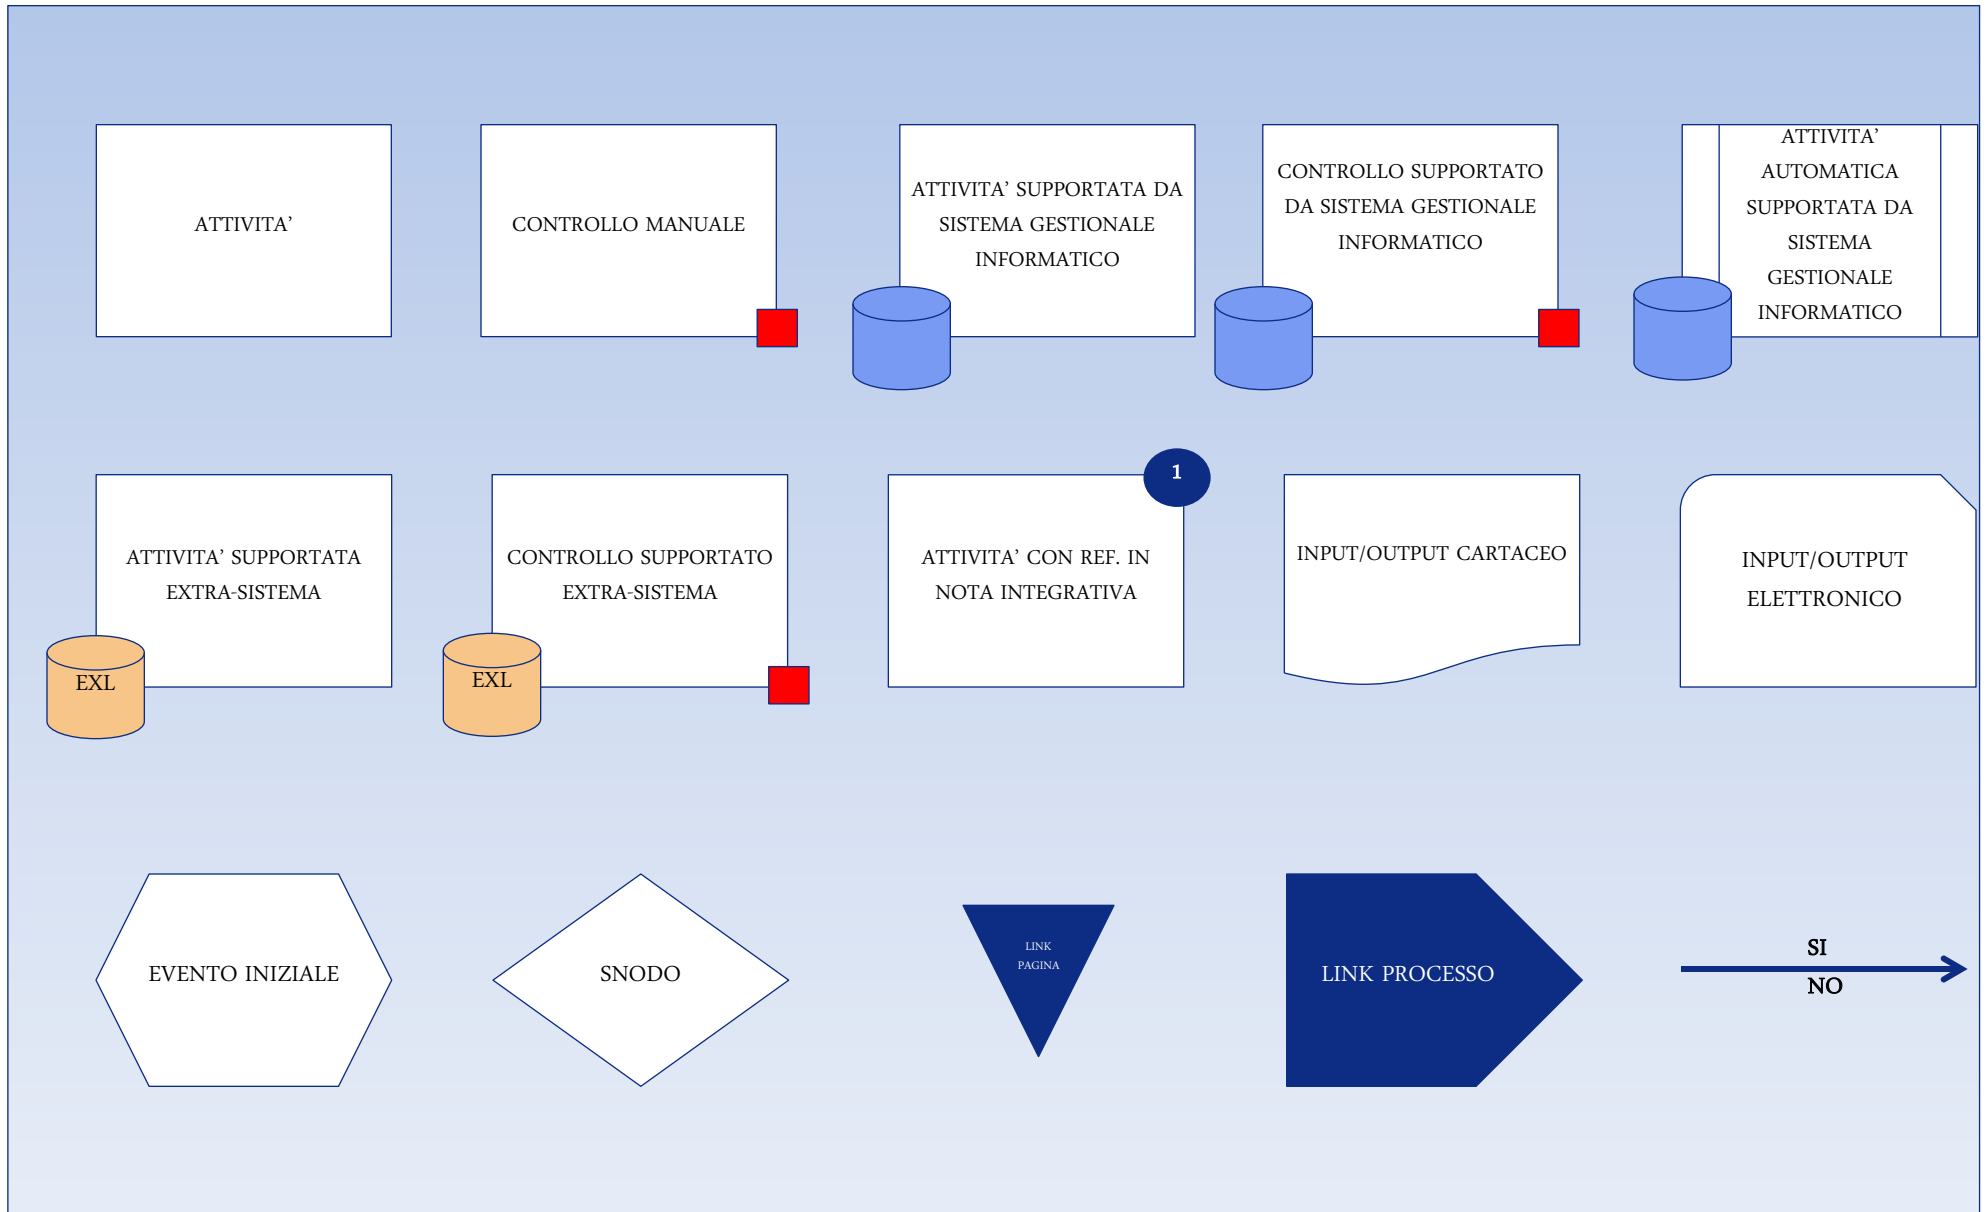 ATTIVITA’
CONTROLLO MANUALE
ATTIVITA’ SUPPORTATA DA
SISTEMA GESTIONALE
INFORMATICO
CONTROLLO SUPPORTATO
DA SISTEMA GESTIONALE
INFORMATICO
ATTIVITA’
AUTOMATICA
SUPPORTATA DA
SISTEMA
GESTIONALE
INFORMATICO
ATTIVITA’ SUPPORTATA
EXTRA-SISTEMA
EXL
CONTROLLO SUPPORTATO
EXTRA-SISTEMA
EXL
1
ATTIVITA’ CON REF. IN
NOTA INTEGRATIVA
INPUT/OUTPUT CARTACEO
INPUT/OUTPUT
ELETTRONICO
EVENTO INIZIALE
SNODO
LINK
PAGINA
LINK PROCESSO
SI
NO